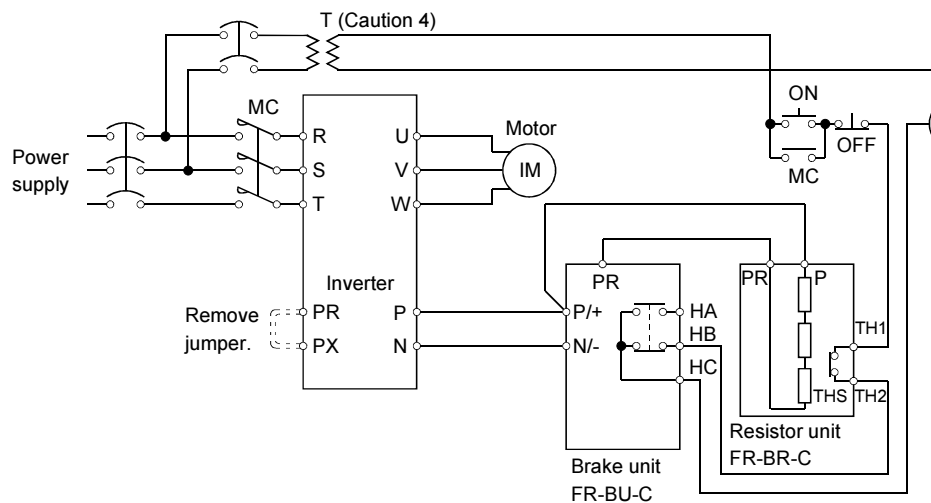 T (Caution 4)
MC
Power
supply
R
S
T
U
V
W
Motor
IM
ON
OFF
MC
Inverter
Remove
jumper.
PR
PX
P
N
PR
P/+
N/-
HA
HB
HC
PR
P
TH1
THS
TH2
Brake unit
FR-BU-C
Resistor unit
FR-BR-C